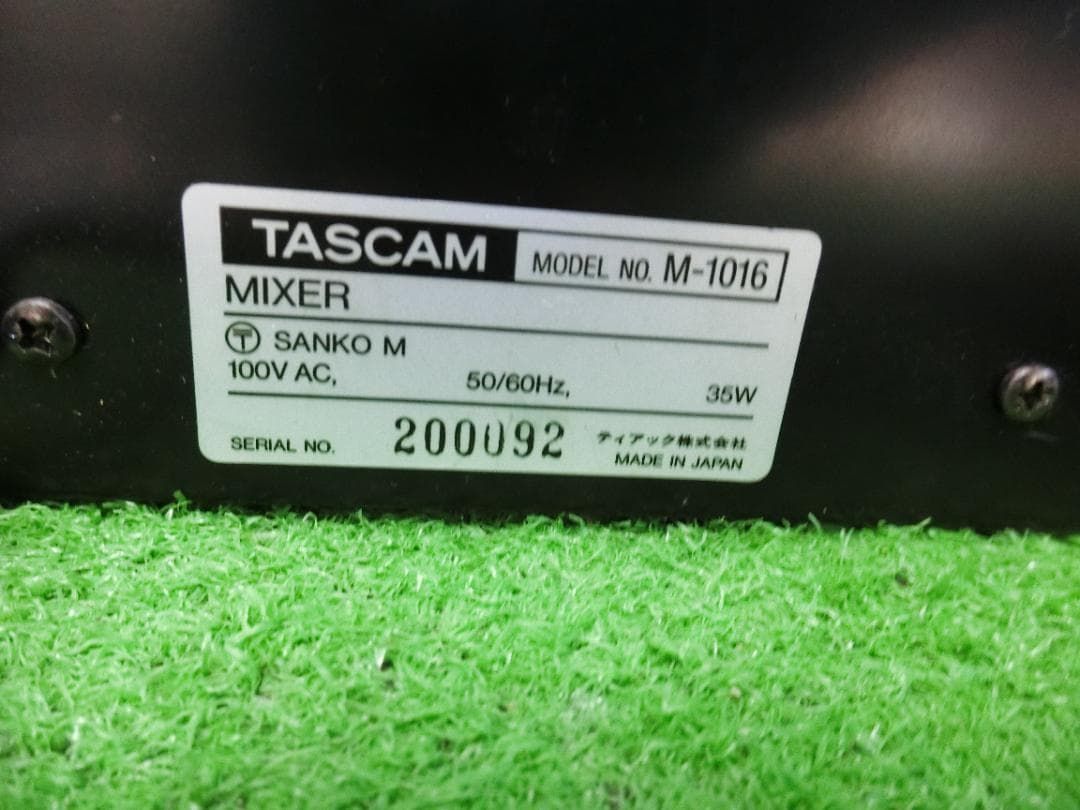 TASCAM MODEL NO. M-1016
MIXER
〒 SANKO M
100V AC, 50/60Hz, 35W
SERIAL NO. 200092 ティアック株式会社
MADE IN JAPAN